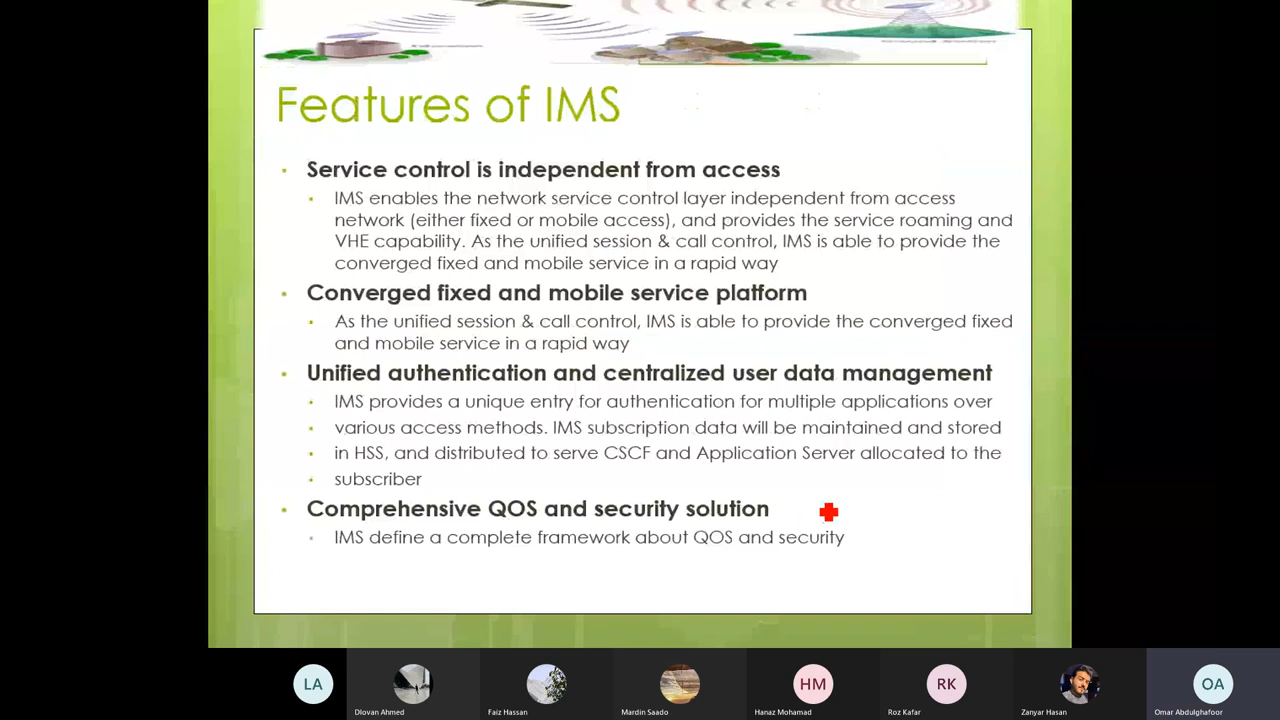 Features of IMS
• Service control is independent from access
• IMS enables the network service control layer independent from access
network (either fixed or mobile access), and provides the service roaming and
VHE capability. As the unified session & call control, IMS is able to provide the
converged fixed and mobile service in a rapid way
• Converged fixed and mobile service platform
• As the unified session & call control, IMS is able to provide the converged fixed
and mobile service in a rapid way
• Unified authentication and centralized user data management
• IMS provides a unique entry for authentication for multiple applications over
• various access methods. IMS subscription data will be maintained and stored
• in HSS, and distributed to serve CSCF and Application Server allocated to the
• subscriber
• Comprehensive QOS and security solution
• IMS define a complete framework about QOS and security
LA
HM
RK
OA
Dlovan Ahmed
Faiz Hassan
Mardin Saado
Hanaz Mohamad
Roz Kafar
Zanyar Hasan
Omar Abdulghafoor